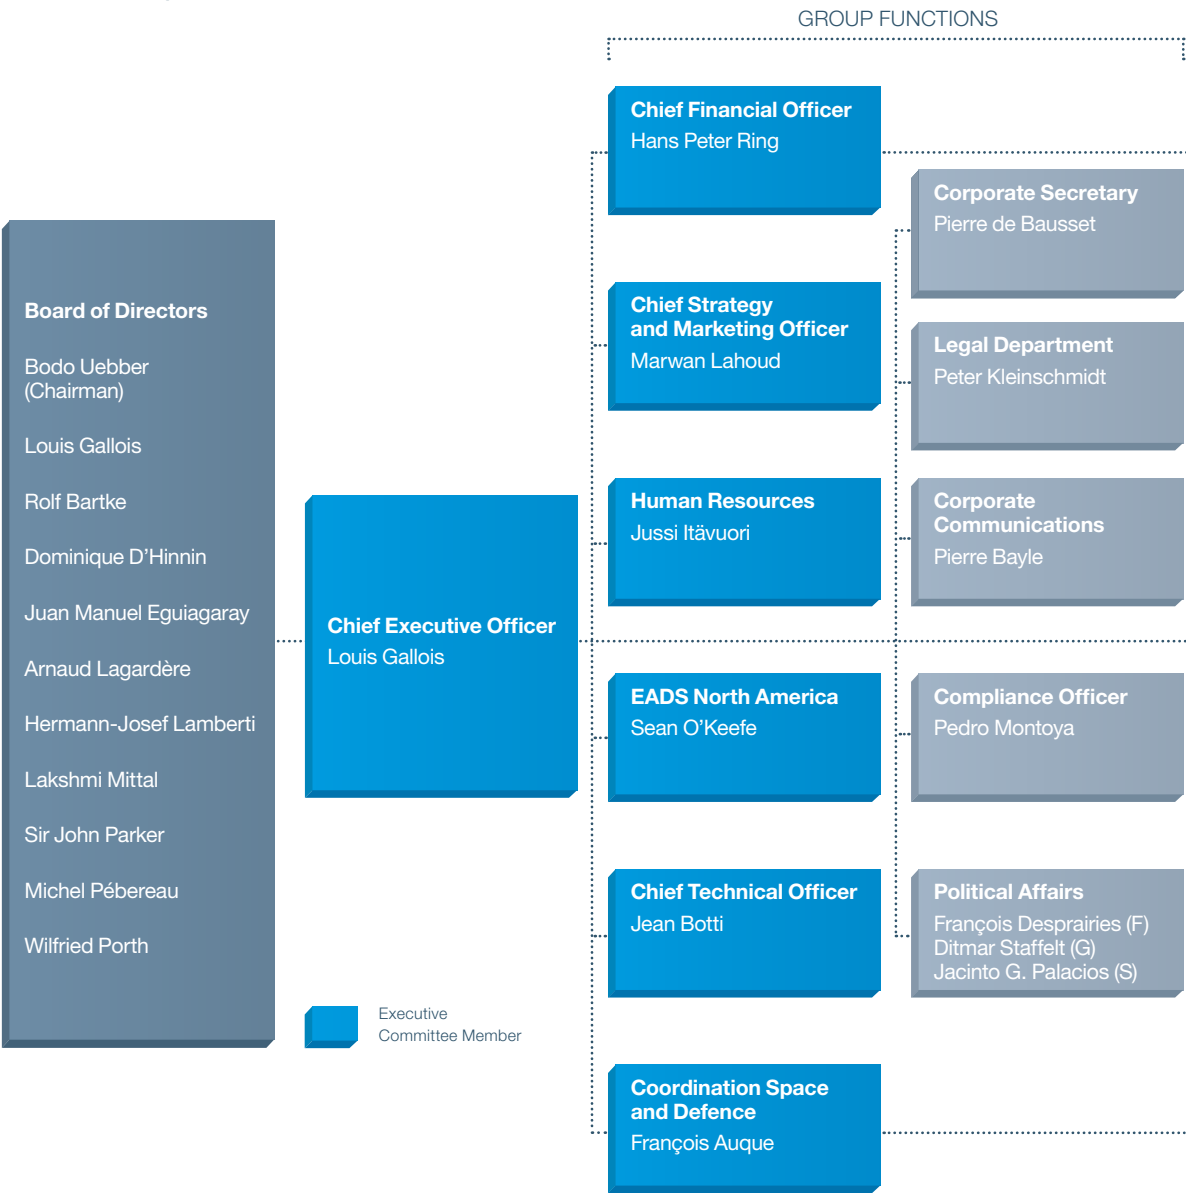 GROUP FUNCTIONS
Board of Directors
Bodo Uebber
(Chairman)
Louis Gallois
Rolf Bartke
Dominique D’Hinnin
Juan Manuel Eguiagaray
Arnaud Lagardère
Hermann-Josef Lamberti
Lakshmi Mittal
Sir John Parker
Michel Pébereau
Wilfried Porth
Chief Executive Officer
Louis Gallois
Executive
Committee Member
Chief Financial Officer
Hans Peter Ring
Chief Strategy
and Marketing Officer
Marwan Lahoud
Human Resources
Jussi Itävuori
EADS North America
Sean O’Keefe
Chief Technical Officer
Jean Botti
Coordination Space
and Defence
François Auque
Corporate Secretary
Pierre de Bausset
Legal Department
Peter Kleinschmidt
Corporate
Communications
Pierre Bayle
Compliance Officer
Pedro Montoya
Political Affairs
François Desprairies (F)
Ditmar Staffelt (G)
Jacinto G. Palacios (S)